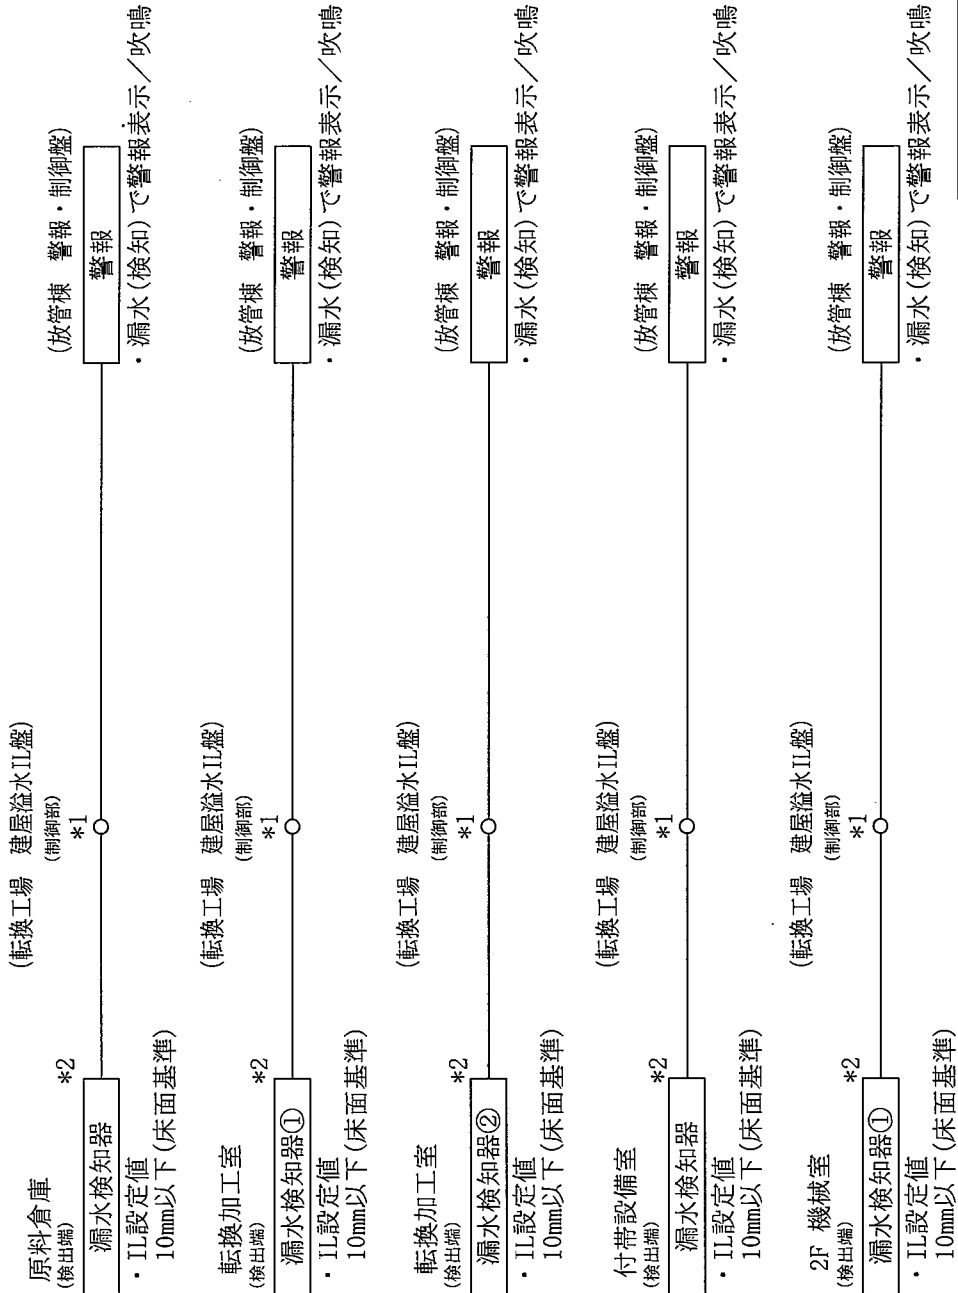 原料倉庫
(検出端)
*2
漏水検知器
・IL設定値
10mm以下(床面基準)
(転換工場 建屋溢水IL盤)
(制御部)
*1
(放管棟 警報・制御盤)
警報
・漏水(検知)で警報表示/吹鳴
転換加工室
(検出端)
*2
漏水検知器①
・IL設定値
10mm以下(床面基準)
(転換工場 建屋溢水IL盤)
(制御部)
*1
(放管棟 警報・制御盤)
警報
・漏水(検知)で警報表示/吹鳴
転換加工室
(検出端)
*2
漏水検知器②
・IL設定値
10mm以下(床面基準)
(転換工場 建屋溢水IL盤)
(制御部)
*1
(放管棟 警報・制御盤)
警報
・漏水(検知)で警報表示/吹鳴
付帯設備室
(検出端)
*2
漏水検知器
・IL設定値
10mm以下(床面基準)
(転換工場 建屋溢水IL盤)
(制御部)
*1
(放管棟 警報・制御盤)
警報
・漏水(検知)で警報表示/吹鳴
2F 機械室
(検出端)
*2
漏水検知器①
・IL設定値
10mm以下(床面基準)
(転換工場 建屋溢水IL盤)
(制御部)
*1
(放管棟 警報・制御盤)
警報
・漏水(検知)で警報表示/吹鳴